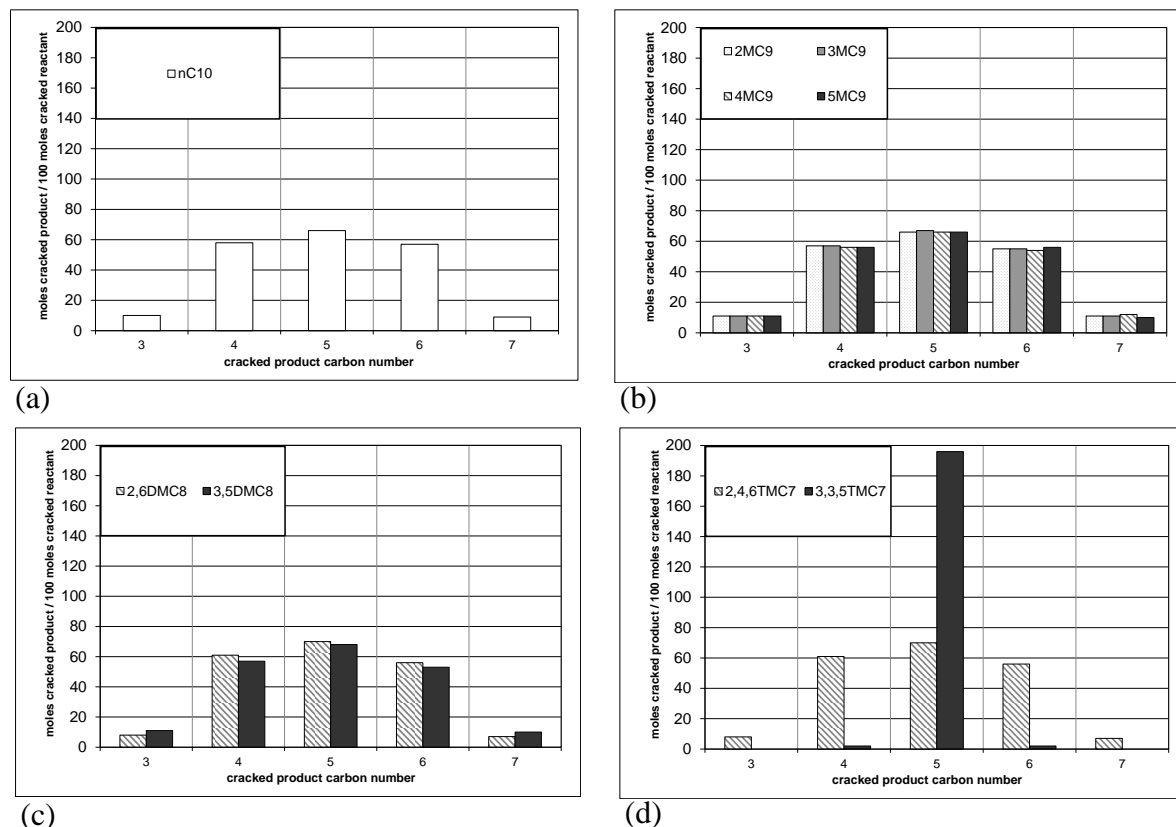 moles cracked product / 100 moles cracked reactant
200
180
160
140
120
100
80
60
40
20
0
nC10
3 4 5 6 7
cracked product carbon number
(a)
moles cracked product / 100 moles cracked reactant
200
180
160
140
120
100
80
60
40
20
0
2MC9 3MC9
4MC9 5MC9
3 4 5 6 7
cracked product carbon number
(b)
moles cracked product / 100 moles cracked reactant
200
180
160
140
120
100
80
60
40
20
0
2,6DMC8 3,5DMC8
3 4 5 6 7
cracked product carbon number
(c)
moles cracked product / 100 moles cracked reactant
200
180
160
140
120
100
80
60
40
20
0
2,4,6TMC7 3,3,5TMC7
3 4 5 6 7
cracked product carbon number
(d)